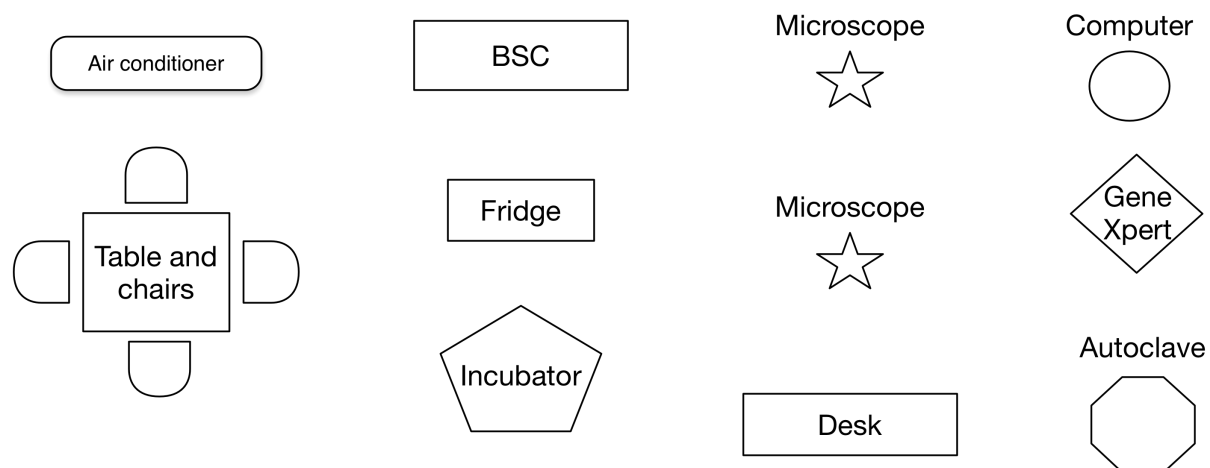 Air conditioner
BSC
Microscope
Computer
Table and
chairs
Fridge
Microscope
Gene
Xpert
Incubator
Desk
Autoclave